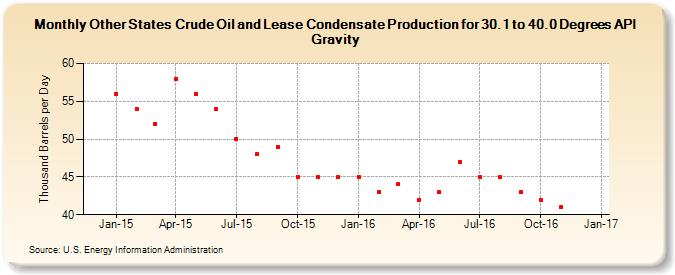 Monthly Other States Crude Oil and Lease Condensate Production for 30.1 to 40.0 Degrees API
Gravity
Thousand Barrels per Day
60
55
50
45
40
Jan-15 Apr-15 Jul-15 Oct-15 Jan-16 Apr-16 Jul-16 Oct-16 Jan-17
Source: U.S. Energy Information Administration